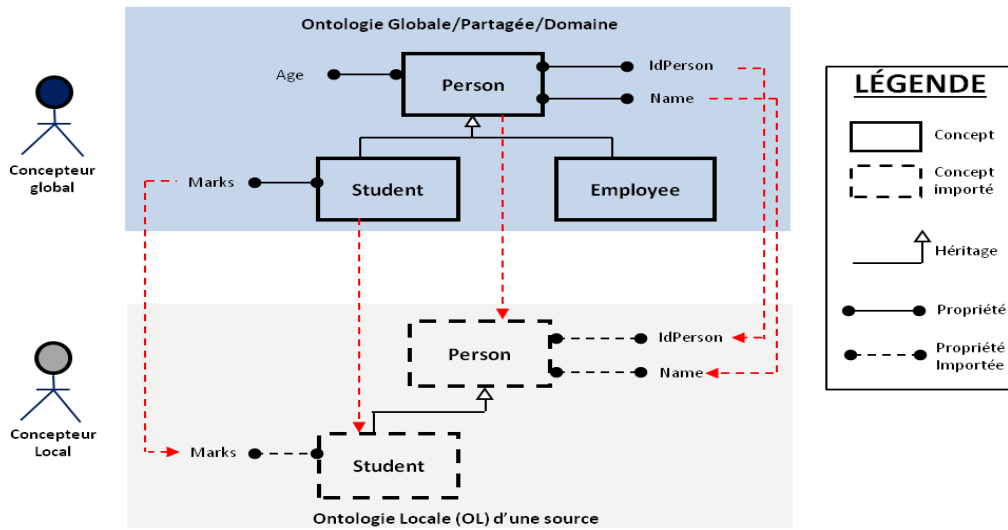 Ontologie Globale/Partagée/Domaine
Age
Person
IdPerson
Name
Concepteur
global
Marks
Student
Employee
Person
IdPerson
Name
Concepteur
Local
Marks
Student
Ontologie Locale (OL) d'une source
LÉGENDE
Concept
Concept
importé
Héritage
Propriété
Propriété
Importée